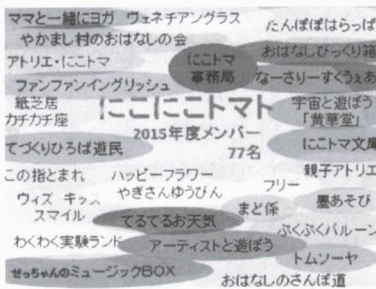 ママと一緒にヨガ ヴェネチアングラス たんぽぽはらっぱ
やかまし村のおはなしの会 おはなしびっくり箱
アトリエ・にこトマ にこトマ
事務局 なーさりーすくうぇあ
ファンファンイングリッシュ
紙芝居
カチカチ座
にこにこトマト
宇宙と遊ぼう
「黄華堂」
2015年度メンバー
77名
てづくりひろば遊民 にこトマ文庫
この指とまれ ハッピーフラワー 親子アトリエ
やぎさんゆうびん フリー
ウィズ キッズ
スマイル
まど係 墨あそび
てるてるお天気
ぷくぷくバルーン
わくわく実験ランド アーティストと遊ぼう
トムソーヤ
せっちゃんのミュージックBOX
おはなしのさんぽ道